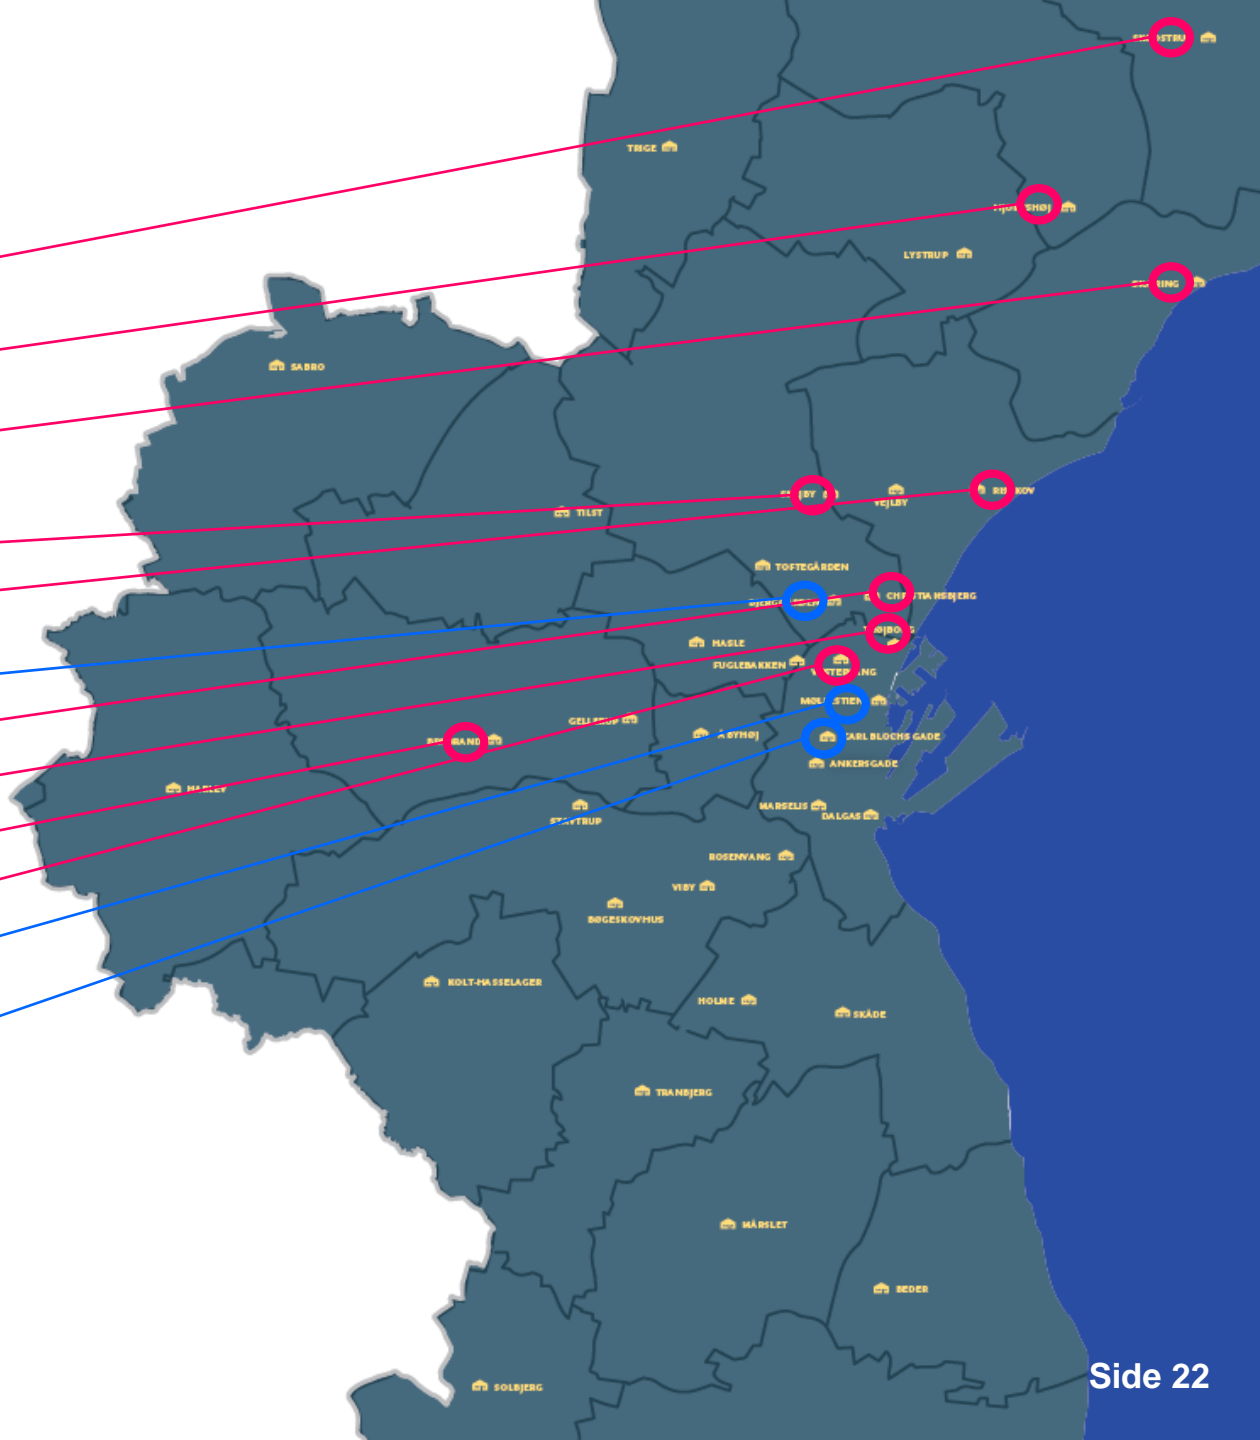 TRIGE
LYSTRUP
SABRO
TILST
VEJLBY
TOFTEGÅRDEN
CHRISTIANSBJERG
HASLE
FUGLEBAKKEN
GELLERUP
ÅBYHØJ
CARL BLOCHS GADE
ANKERSGADE
HARLEV
STAVTRUP
MARSELIS
DALGAS
ROSENVANG
VIBY
BØGESKOVHUS
KOLT-HASSELAGER
HOLME
SKÅDE
TRANBJERG
MÅRSLET
BEDER
SOLBJERG
Side 22